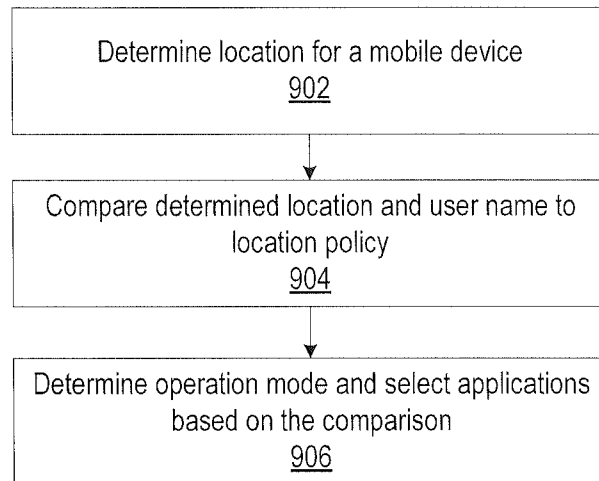 Determine location for a mobile device
902
Compare determined location and user name to
location policy
904
Determine operation mode and select applications
based on the comparison
906